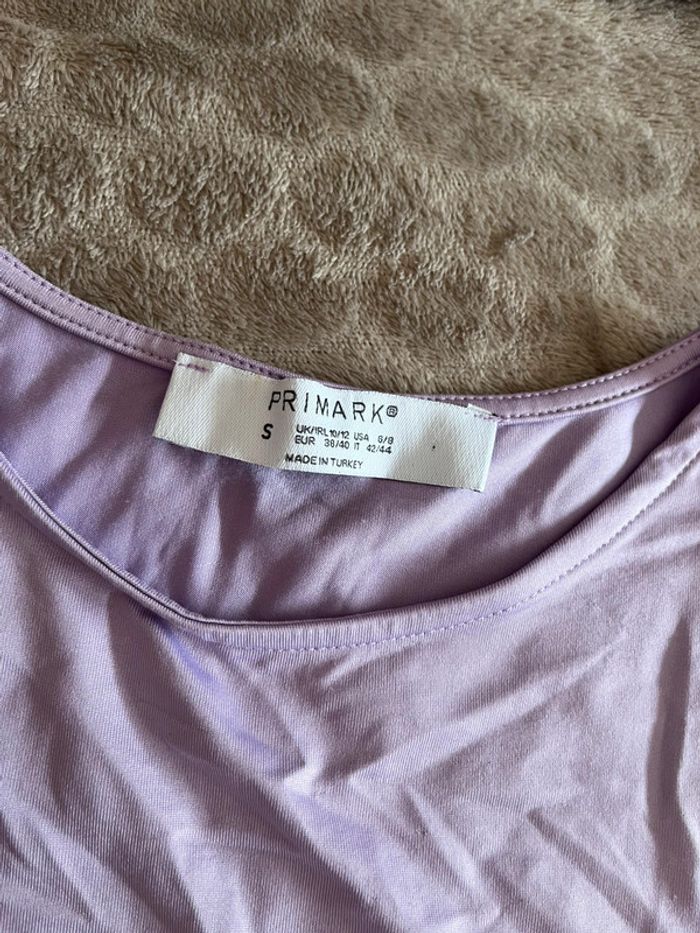 PRIMARK®
S UK/IRL 10/12 USA 6/8
EUR 38/40 IT 42/44
MADE IN TURKEY